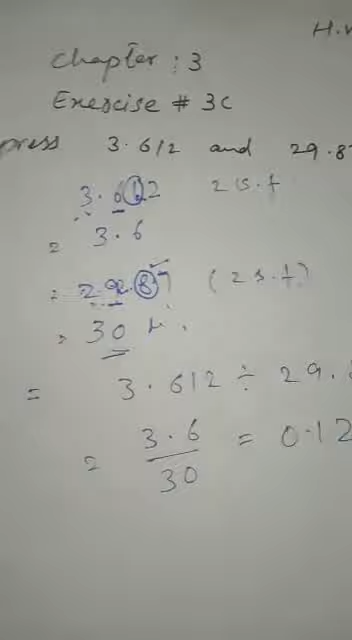 H.W
Chapter : 3
Exercise # 3C
press 3.612 and 29.87
3.612 2 s.f
= 3.6
= 29.87 (2 s.f)
30
= 3.612 ÷ 29.
= 3.6 / 30 = 0.12